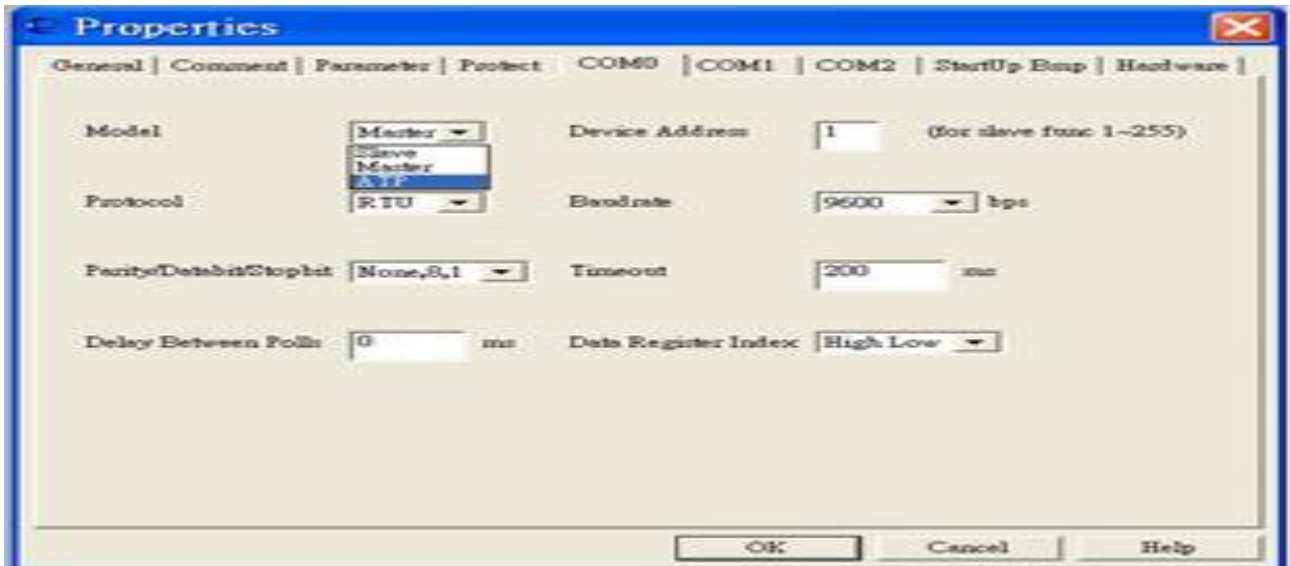 Properties
General | Comment | Parameter | Protect COM0 | COM1 | COM2 | StartUp Bmp | Hardware |
Model Master Device Address 1 (for slave func 1~255)
Slave
Master
ATP
Protocol RTU Baudrate 9600 bps
Parity/Databit/Stopbit None,8,1 Timeout 200 ms
Delay Between Polls 0 ms Data Register Index High Low
OK Cancel Help